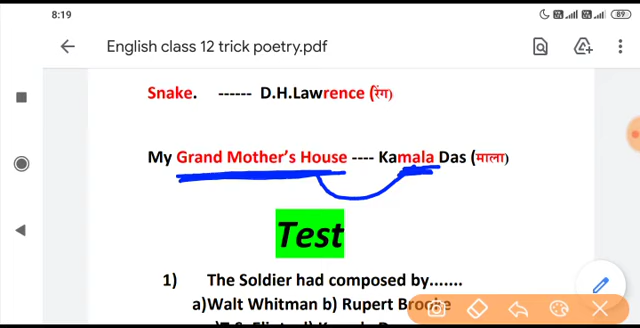 8:19
89
English class 12 trick poetry.pdf
Snake. ------ D.H.Lawrence (रंग)
My Grand Mother's House ---- Kamala Das (माला)
Test
1) The Soldier had composed by.......
a)Walt Whitman b) Rupert Brooke